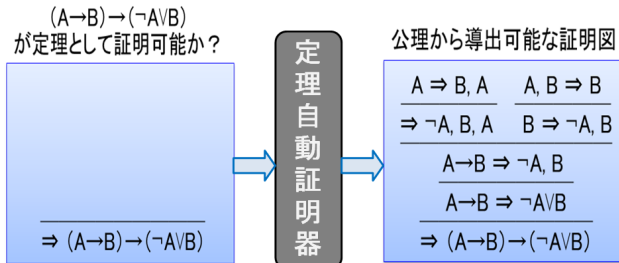 (A→B)→(¬A∨B)
が定理として証明可能か？
⇒ (A→B)→(¬A∨B)
定理自動証明器
公理から導出可能な証明図
A ⇒ B, A    A, B ⇒ B
⇒ ¬A, B, A    B ⇒ ¬A, B
A→B ⇒ ¬A, B
A→B ⇒ ¬A∨B
⇒ (A→B)→(¬A∨B)